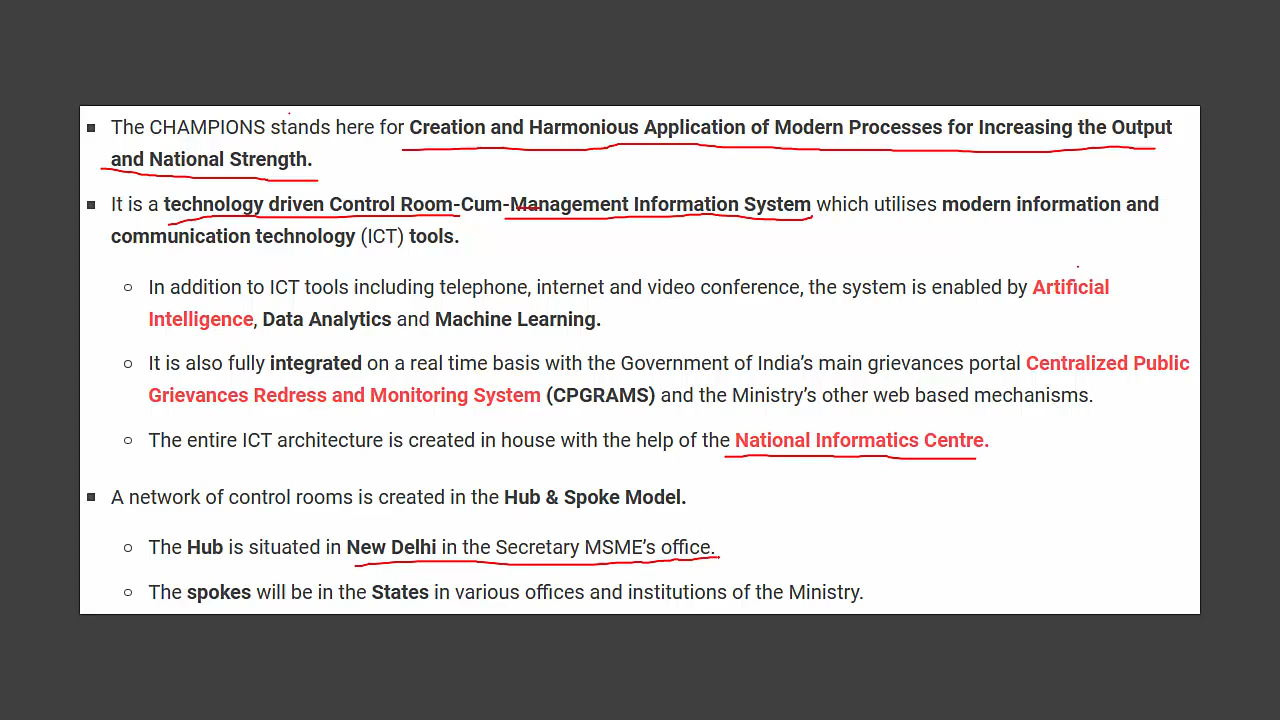 The CHAMPIONS stands here for Creation and Harmonious Application of Modern Processes for Increasing the Output
and National Strength.
It is a technology driven Control Room-Cum-Management Information System which utilises modern information and
communication technology (ICT) tools.
In addition to ICT tools including telephone, internet and video conference, the system is enabled by Artificial
Intelligence, Data Analytics and Machine Learning.
It is also fully integrated on a real time basis with the Government of India’s main grievances portal Centralized Public
Grievances Redress and Monitoring System (CPGRAMS) and the Ministry’s other web based mechanisms.
The entire ICT architecture is created in house with the help of the National Informatics Centre.
A network of control rooms is created in the Hub & Spoke Model.
The Hub is situated in New Delhi in the Secretary MSME’s office.
The spokes will be in the States in various offices and institutions of the Ministry.